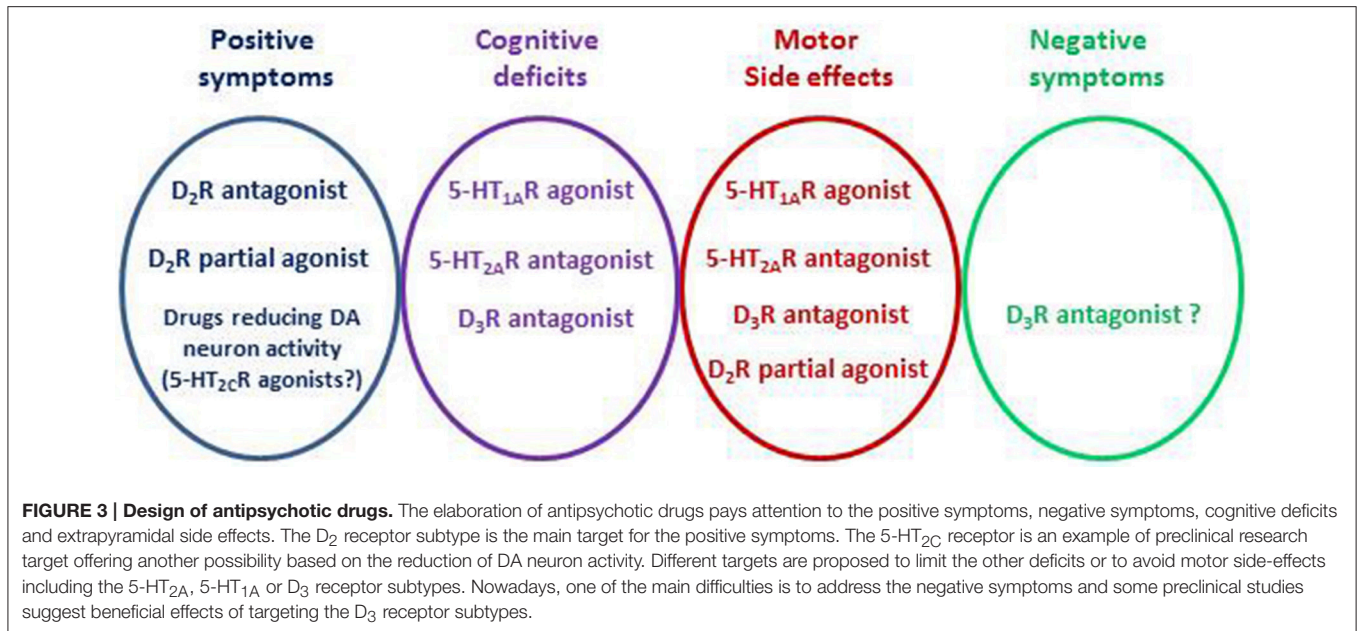 Positive symptoms
Cognitive deficits
Motor Side effects
Negative symptoms
D2R antagonist
D2R partial agonist
Drugs reducing DA
neuron activity
(5-HT2CR agonists?)
5-HT1AR agonist
5-HT2AR antagonist
D3R antagonist
5-HT1AR agonist
5-HT2AR antagonist
D3R antagonist
D2R partial agonist
D3R antagonist ?
FIGURE 3 | Design of antipsychotic drugs. The elaboration of antipsychotic drugs pays attention to the positive symptoms, negative symptoms, cognitive deficits
and extrapyramidal side effects. The D2 receptor subtype is the main target for the positive symptoms. The 5-HT2C receptor is an example of preclinical research
target offering another possibility based on the reduction of DA neuron activity. Different targets are proposed to limit the other deficits or to avoid motor side-effects
including the 5-HT2A, 5-HT1A or D3 receptor subtypes. Nowadays, one of the main difficulties is to address the negative symptoms and some preclinical studies
suggest beneficial effects of targeting the D3 receptor subtypes.